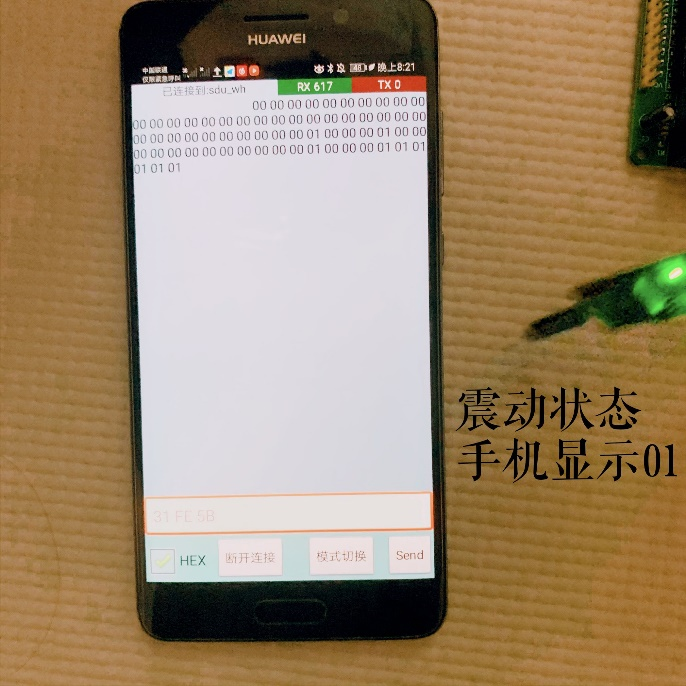 HUAWEI
中国联通
仅限紧急呼叫 48 晚上8:21
已连接到:sdu_wh RX 617 TX 0
00 00 00 00 00 00 00 00 00 00
00 00 00 00 00 00 00 00 00 00 00 00 00 00 00 00 00
00 00 00 00 00 00 00 00 00 00 01 00 00 00 01 00 00
00 00 00 00 00 00 00 00 00 00 01 00 00 00 01 01 01
01 01 01
31 FE 5B
HEX 断开连接 模式切换 Send
震动状态
手机显示01